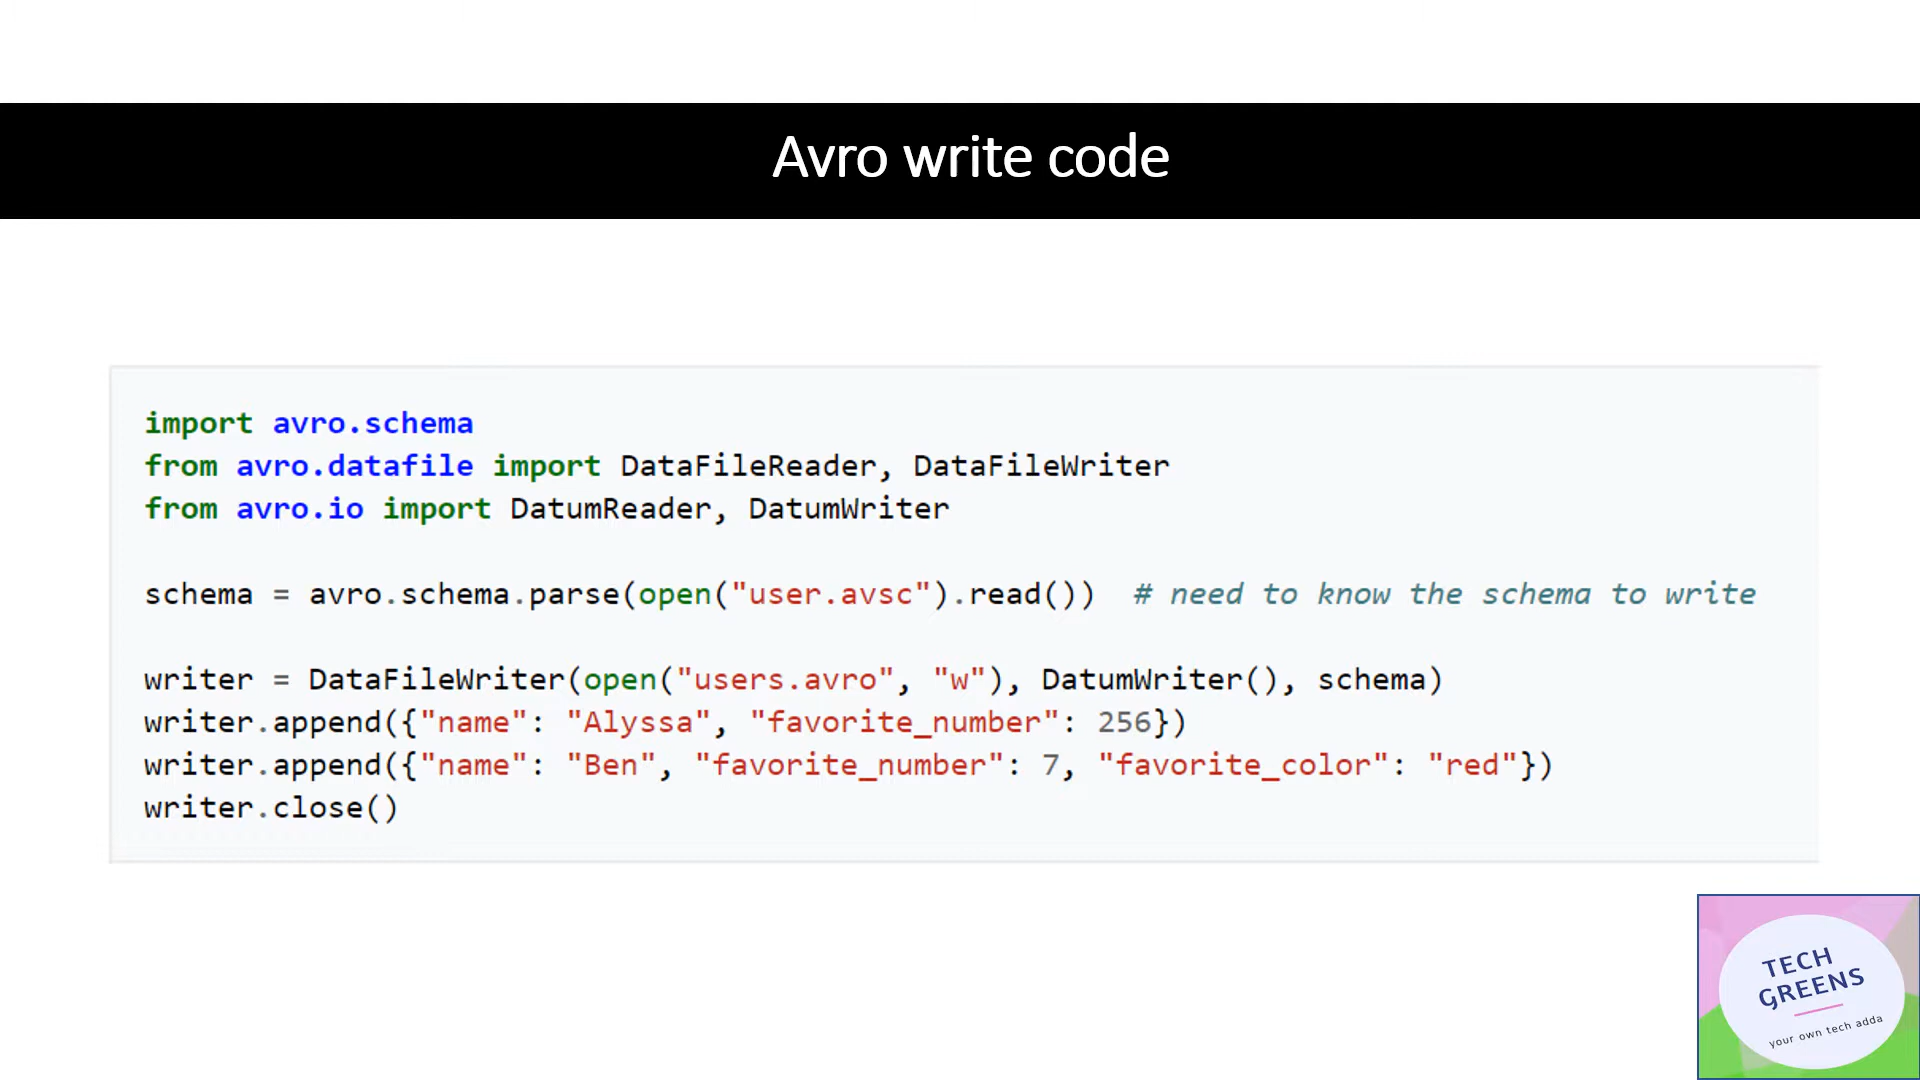 Avro write code
import avro.schema
from avro.datafile import DataFileReader, DataFileWriter
from avro.io import DatumReader, DatumWriter
schema = avro.schema.parse(open("user.avsc").read())  # need to know the schema to write
writer = DataFileWriter(open("users.avro", "w"), DatumWriter(), schema)
writer.append({"name": "Alyssa", "favorite_number": 256})
writer.append({"name": "Ben", "favorite_number": 7, "favorite_color": "red"})
writer.close()
TECH
GREENS
your own tech adda